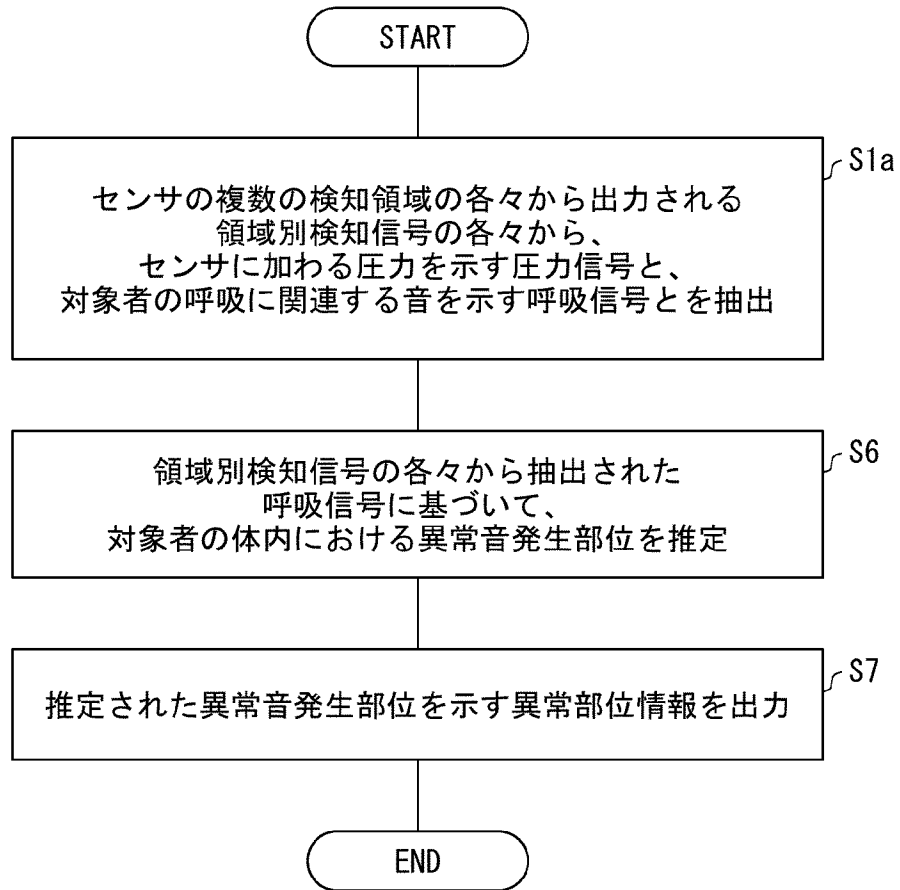 START
S1a
センサの複数の検知領域の各々から出力される
領域別検知信号の各々から、
センサに加わる圧力を示す圧力信号と、
対象者の呼吸に関連する音を示す呼吸信号とを抽出
S6
領域別検知信号の各々から抽出された
呼吸信号に基づいて、
対象者の体内における異常音発生部位を推定
S7
推定された異常音発生部位を示す異常部位情報を出力
END